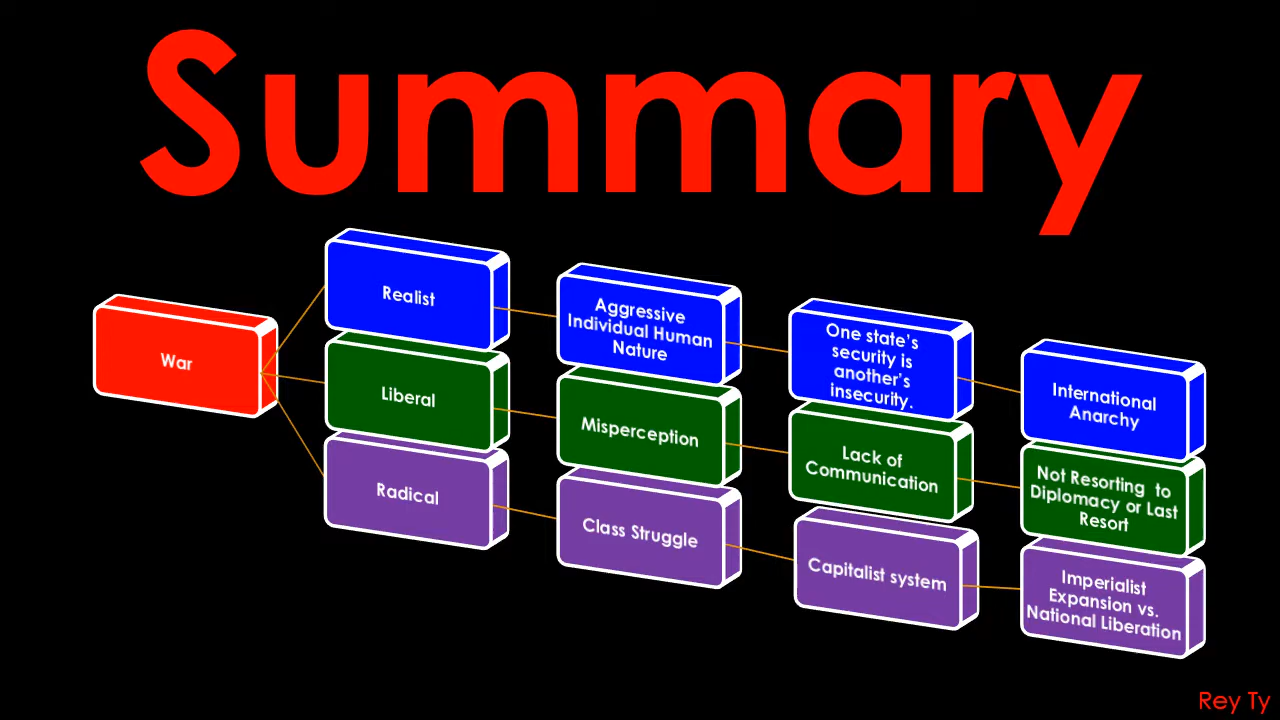 Summary
War
Realist
Aggressive
Individual Human
Nature
One state's
security is
another's
insecurity.
International
Anarchy
Liberal
Misperception
Lack of
Communication
Not Resorting to
Diplomacy or Last
Resort
Radical
Class Struggle
Capitalist system
Imperialist
Expansion vs.
National Liberation
Rey Ty